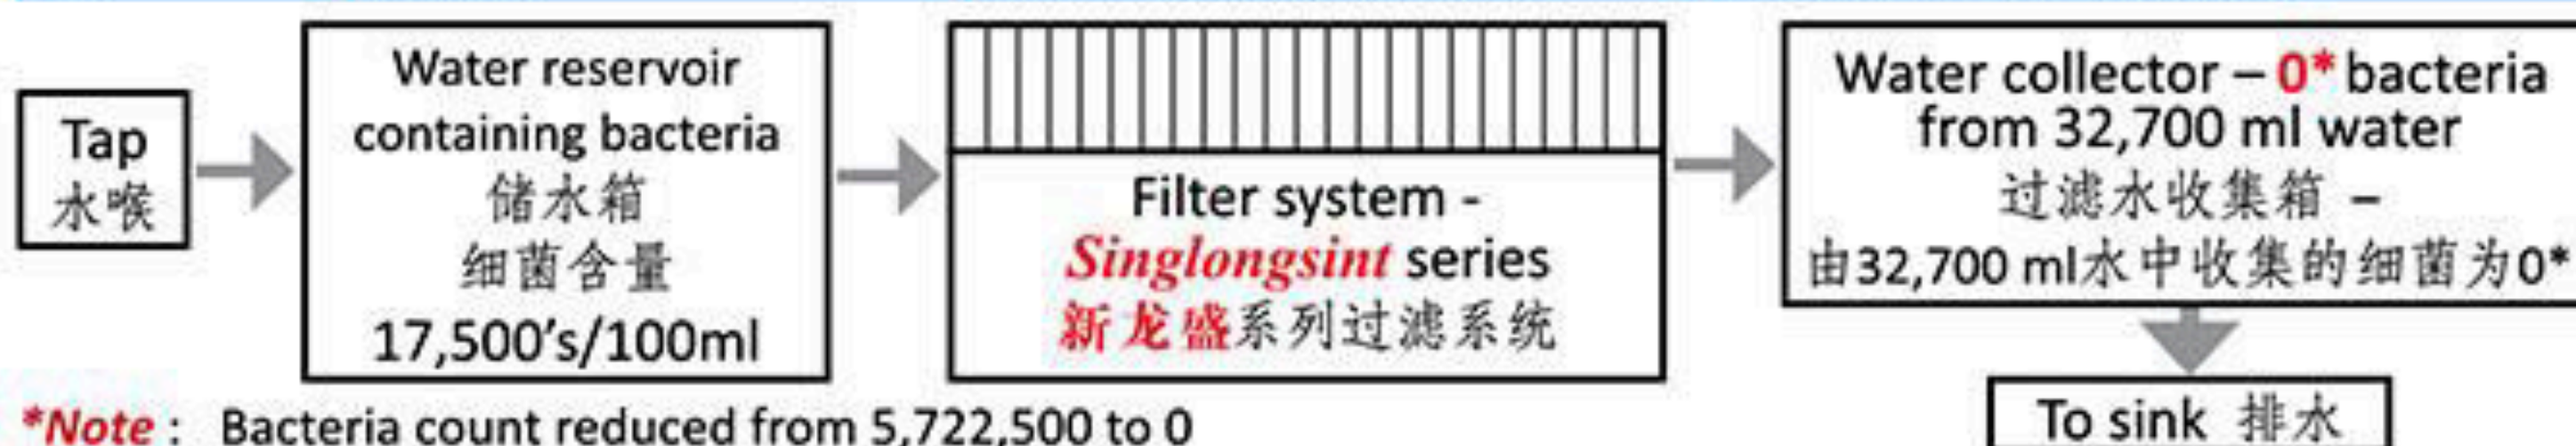 Tap
水喉
Water reservoir
containing bacteria
储水箱
细菌含量
17,500's/100ml
Filter system -
Singlongsint series
新龙盛系列过滤系统
Water collector – 0* bacteria
from 32,700 ml water
过滤水收集箱 –
由32,700 ml水中收集的细菌为0*
To sink 排水
*Note : Bacteria count reduced from 5,722,500 to 0